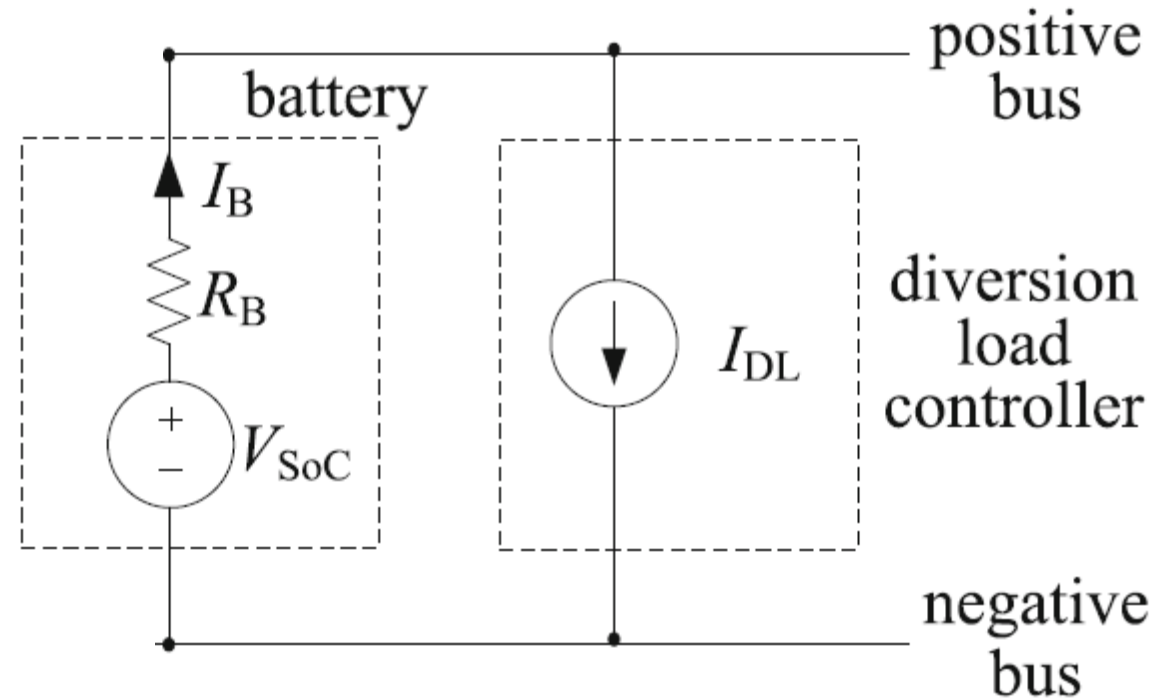 positive
bus
battery
I_B
R_B
+
−
V_SoC
I_DL
diversion
load
controller
negative
bus